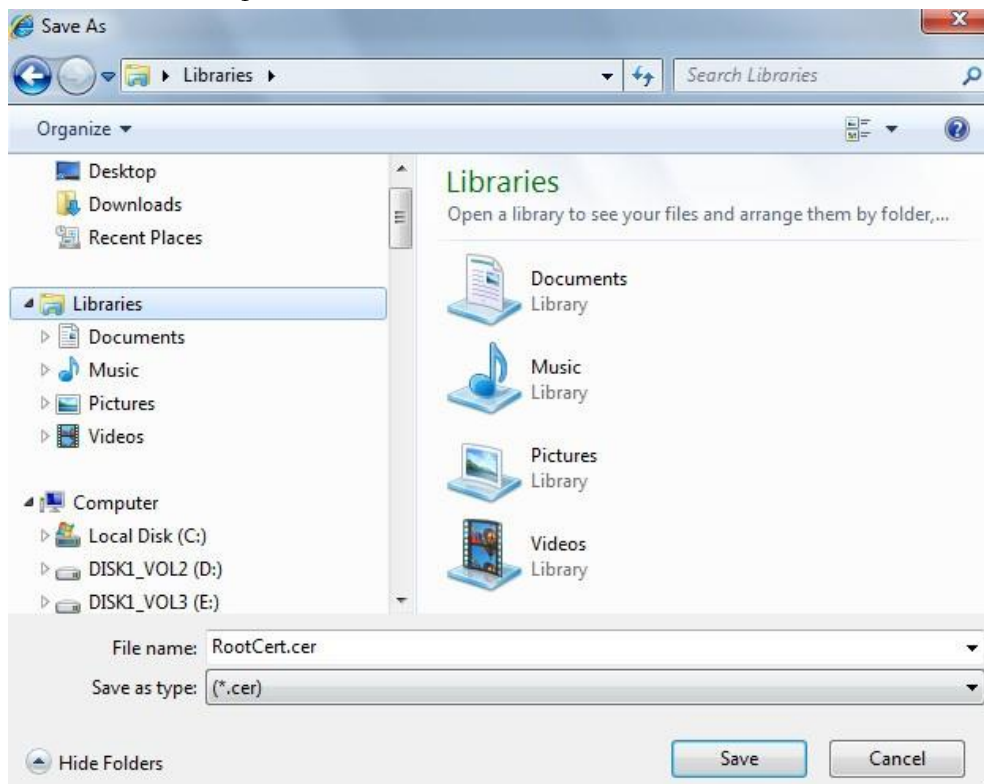 Save As
Libraries
Search Libraries
Organize
Desktop
Downloads
Recent Places
Libraries
Documents
Music
Pictures
Videos
Computer
Local Disk (C:)
DISK1_VOL2 (D:)
DISK1_VOL3 (E:)
Libraries
Open a library to see your files and arrange them by folder,...
Documents
Library
Music
Library
Pictures
Library
Videos
Library
File name: RootCert.cer
Save as type: (*.cer)
Hide Folders
Save
Cancel